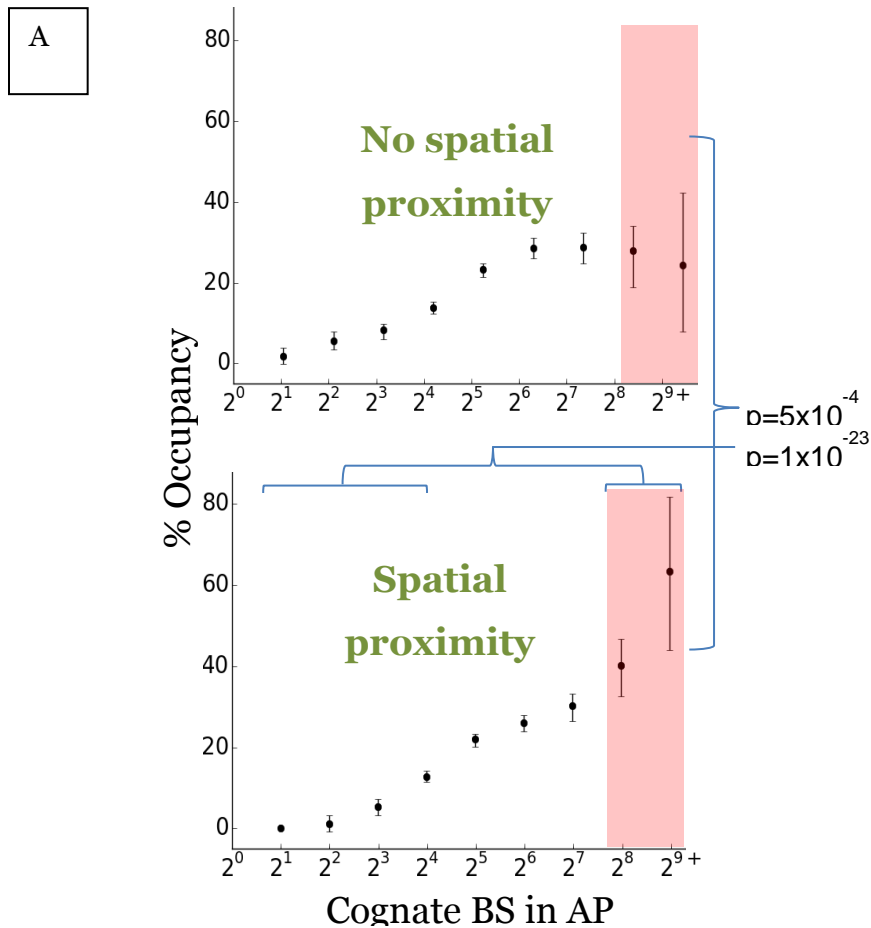 A
80
60
40
20
0
No spatial
proximity
2^0 2^1 2^2 2^3 2^4 2^5 2^6 2^7 2^8 2^9+
p=5x10^-4
p=1x10^-23
% Occupancy
80
60
40
20
0
Spatial
proximity
2^0 2^1 2^2 2^3 2^4 2^5 2^6 2^7 2^8 2^9+
Cognate BS in AP